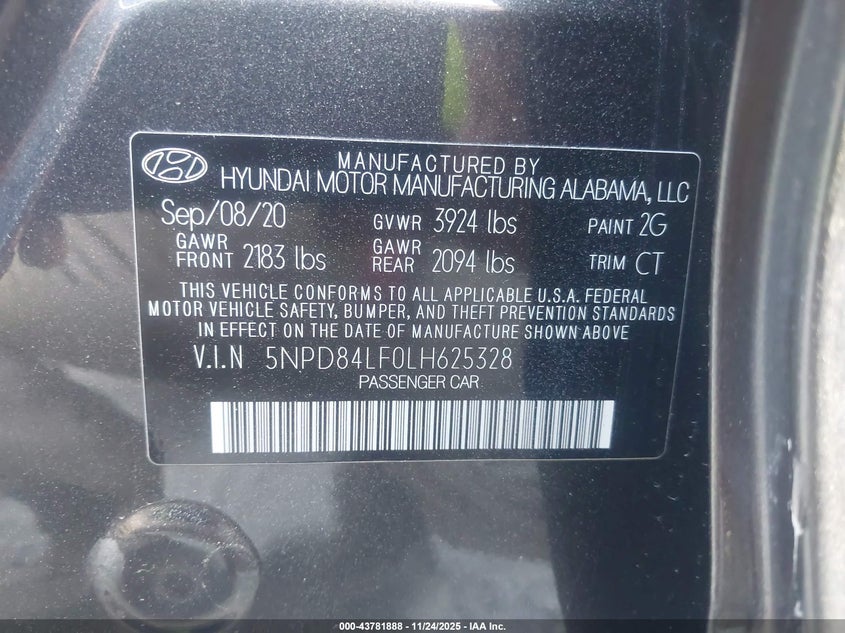 MANUFACTURED BY
HYUNDAI MOTOR MANUFACTURING ALABAMA, LLC
Sep/08/20 GVWR 3924 lbs PAINT 2G
GAWR FRONT 2183 lbs GAWR REAR 2094 lbs TRIM CT
THIS VEHICLE CONFORMS TO ALL APPLICABLE U.S.A. FEDERAL
MOTOR VEHICLE SAFETY, BUMPER, AND THEFT PREVENTION STANDARDS
IN EFFECT ON THE DATE OF MANUFACTURE SHOWN ABOVE
V.I.N 5NPD84LF0LH625328
PASSENGER CAR
000-43781888 - 11/24/2025 - IAA Inc.